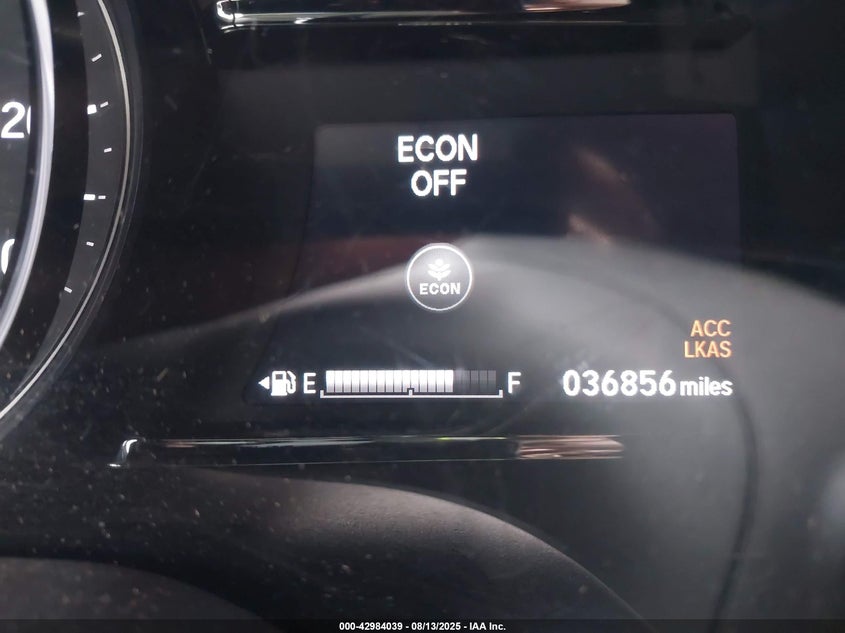 ECON
OFF
ECON
ACC
LKAS
E F 036856 miles
000-42984039 - 08/13/2025 - IAA Inc.